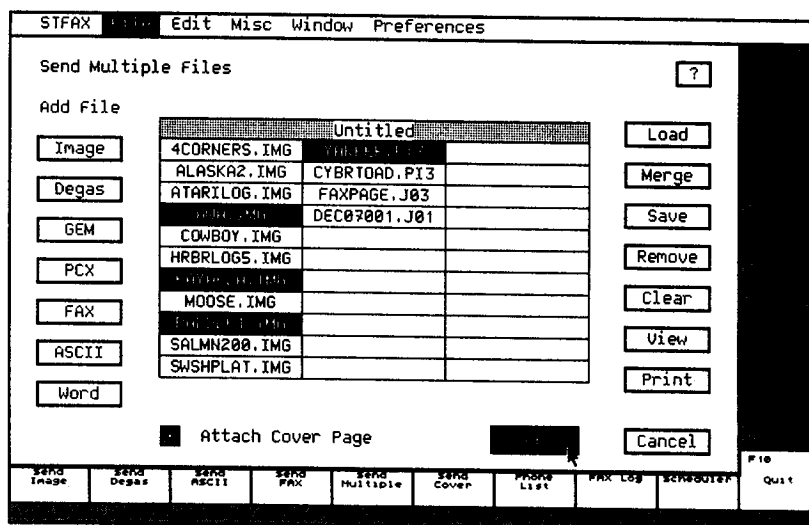 STFAX Edit Misc Window Preferences
Send Multiple Files
?
Add File
Untitled
Image
Degas
GEM
PCX
FAX
ASCII
Word
4CORNERS.IMG
ALASKA2.IMG CYBRTOAD.PI3
ATARILOG.IMG FAXPAGE.J03
DEC07001.J01
COWBOY.IMG
HRBRLOG5.IMG
MOOSE.IMG
SALMN200.IMG
SWSHPLAT.IMG
Load
Merge
Save
Remove
Clear
View
Print
Attach Cover Page
Cancel
Send Image
Send Degas
Send ASCII
Send FAX
Send Multiple
Send Cover
Phone List
FAX Log
Scheduler
F10
Quit